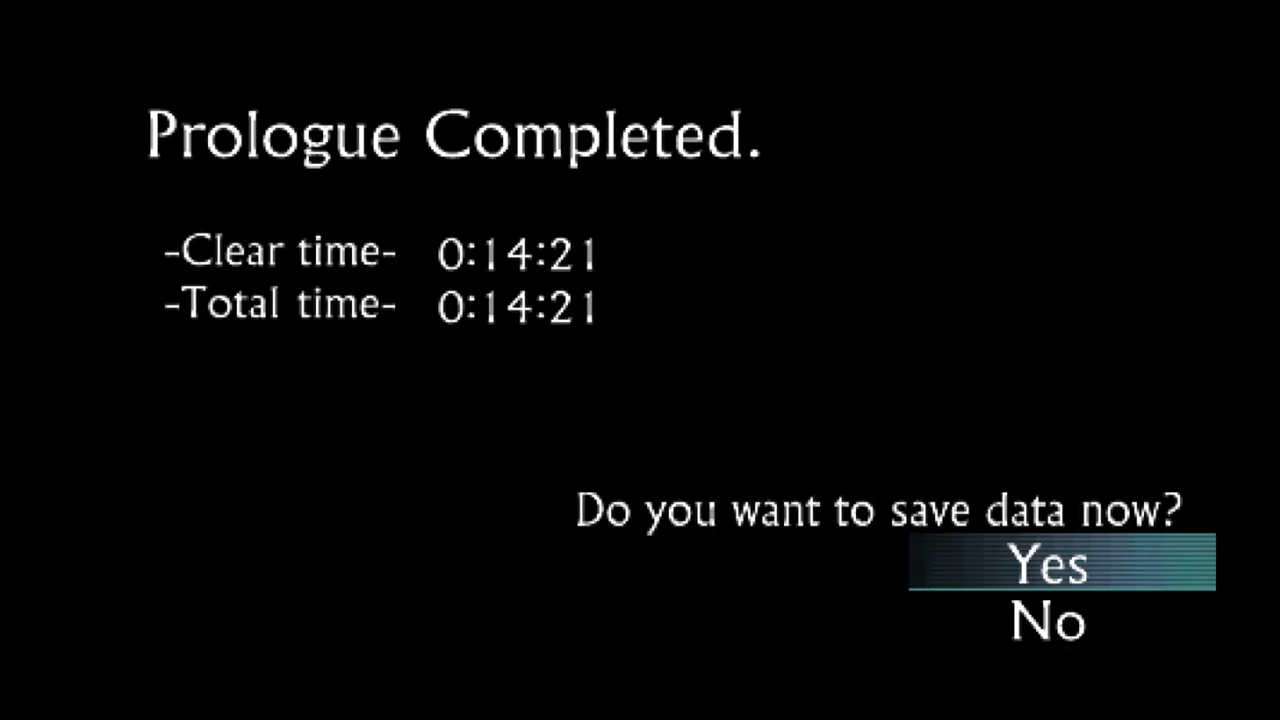 Prologue Completed.
-Clear time- 0:14:21
-Total time- 0:14:21
Do you want to save data now?
Yes
No